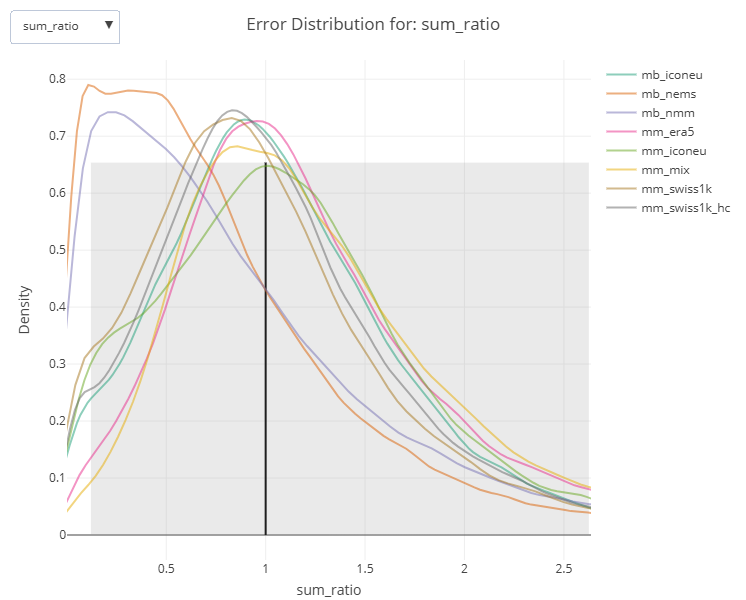 sum_ratio ▼
Error Distribution for: sum_ratio
0.8
0.7
0.6
0.5
0.4
0.3
0.2
0.1
0
Density
0.5
1
1.5
2
2.5
sum_ratio
mb_iconeu
mb_nems
mb_nmm
mm_era5
mm_iconeu
mm_mix
mm_swiss1k
mm_swiss1k_hc